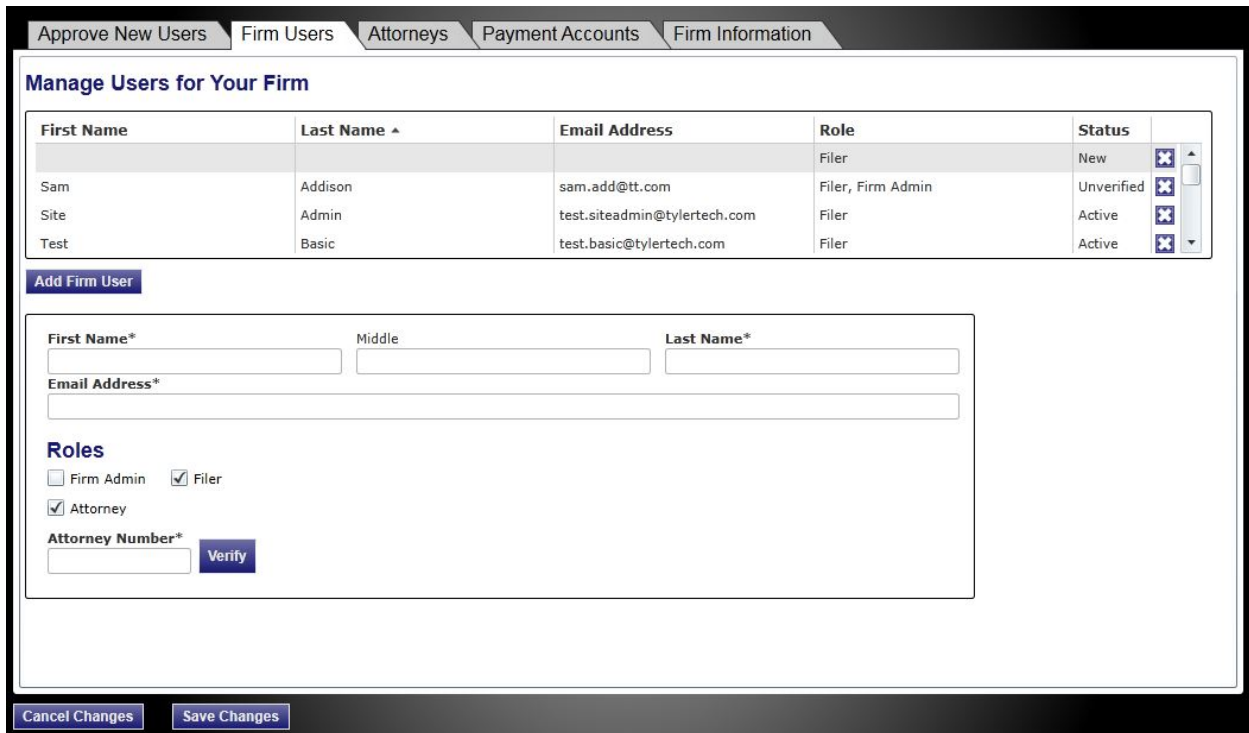 Approve New Users Firm Users Attorneys Payment Accounts Firm Information
Manage Users for Your Firm
First Name Last Name Email Address Role Status
Filer New
Sam Addison sam.add@tt.com Filer, Firm Admin Unverified
Site Admin test.siteadmin@tylertech.com Filer Active
Test Basic test.basic@tylertech.com Filer Active
Add Firm User
First Name* Middle Last Name*
Email Address*
Roles
Firm Admin Filer
Attorney
Attorney Number*
Verify
Cancel Changes Save Changes